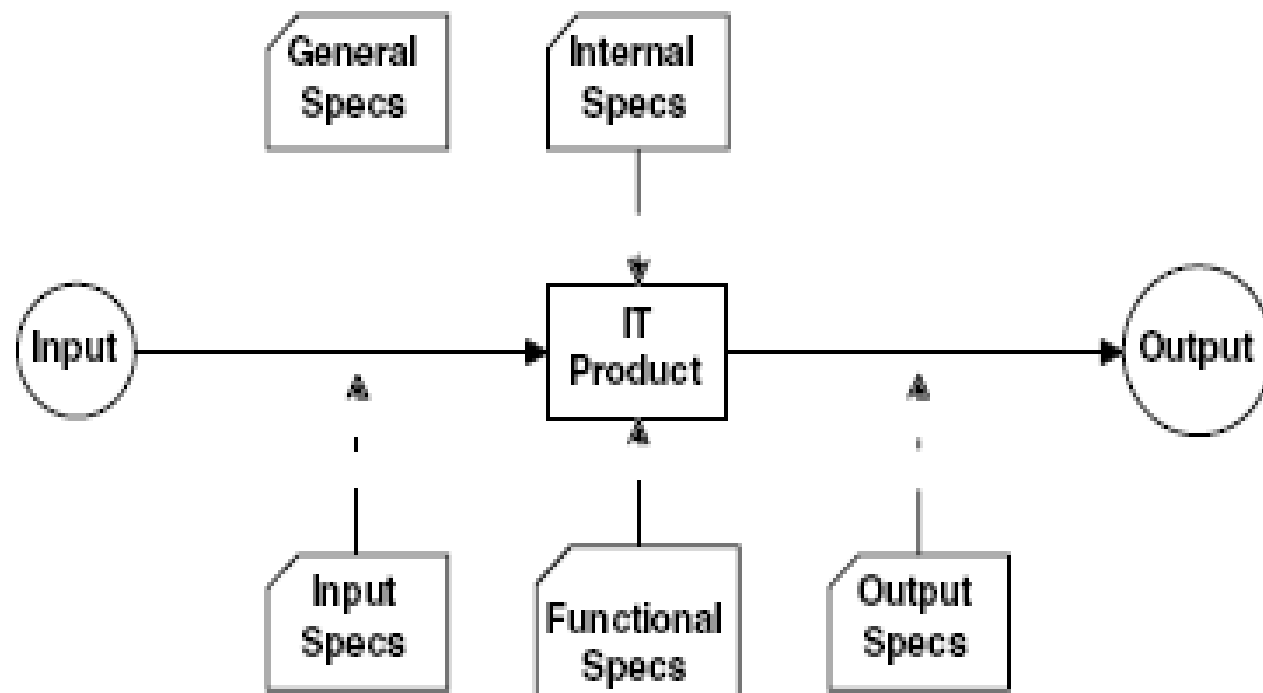 General
Specs
Internal
Specs
Input
IT
Product
Output
Input
Specs
Functional
Specs
Output
Specs